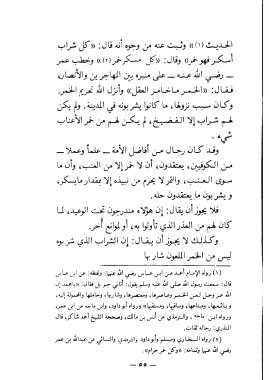 الحديث (١)» وثبت عنه من وجوه أنه قال: «كل شراب
أسكر فهو خمر» وقال: «كل مسكر خمر (٢)» وخطب عمر
— رضي الله عنه — على منبره بين المهاجرين والأنصار،
فقال: «الخمر ما خامر العقل» وأنزل الله تحريم الخمر.
وكان سبب نزولها، ما كانوا يشربونه في المدينة. ولم يكن
لهم شراب إلا الفضيخ، لم يكن لهم من خمر الأعناب
شيء.
وقد كان رجال من أفاضل الأمة — علماً وعملاً —
من الكوفيين، يعتقدون، أن لا خمر إلا من العنب، وأن ما
سوى العنب، والتمر لا يحرم من نبيذه إلا مقدار ما يسكر،
و يشربون ما يعتقدون حله.
فلا يجوز أن يقال: إن هؤلاء مندرجون تحت الوعيد، لما
كان لهم من العذر الذي تأولوا به، أو لموانع أخر.
وكذلك لا يجوز أن يقال: إن الشراب الذي شربوه
ليس من الخمر الملعون شاربها
(١) رواه الإمام أحمد عن ابن عباس رضي الله عنها: ولفظه: عن ابن عباس
قال: سمعت رسول الله صلى الله عليه وسلم يقول: أتاني جبريل فقال: «يا محمد إن
الله عز وجل لعن الخمر وعاصرها، ومعتصرها، وشاربها، وحاملها والمحمولة إليه،
و بائعها، ومبتاعها، وساقيها، ومستقيها» ورواه أبو داود، وابن ماجه عن ابن عمر.
ورواه ابن ماجه، والترمذي عن أنس بن مالك، وصححه الشيخ أحمد شاكر، قال
المنذري: رجاله ثقات.
(٢) رواه البخاري ومسلم وأبو داود والترمذي والنسائي عن عبدالله بن عمر
رضي الله عنها وتمامه: «وكل خمر حرام».
— ٥٥ —